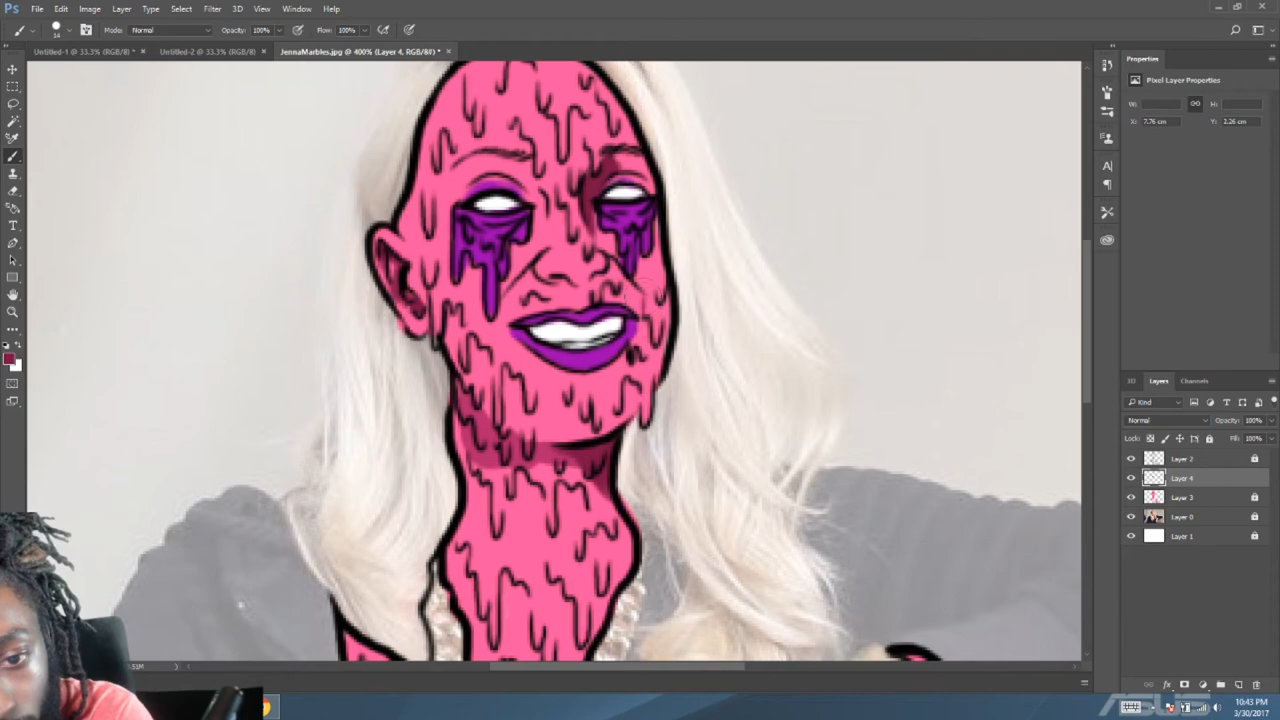 Ps File Edit Image Layer Type Select Filter 3D View Window Help
14 Mode: Normal Opacity: 100% Flow: 100%
Untitled-1 @ 33.3% (RGB/8) * × Untitled-2 @ 33.3% (RGB/8) × JennaMarbles.jpg @ 400% (Layer 4, RGB/8#) * ×
Properties
Pixel Layer Properties
W: H:
X: 7.76 cm Y: 2.26 cm
3D Layers Channels
Kind
Normal Opacity: 100%
Lock: Fill: 100%
Layer 2
Layer 4
Layer 3
Layer 0
Layer 1
ASUS
10:43 PM
3/30/2017